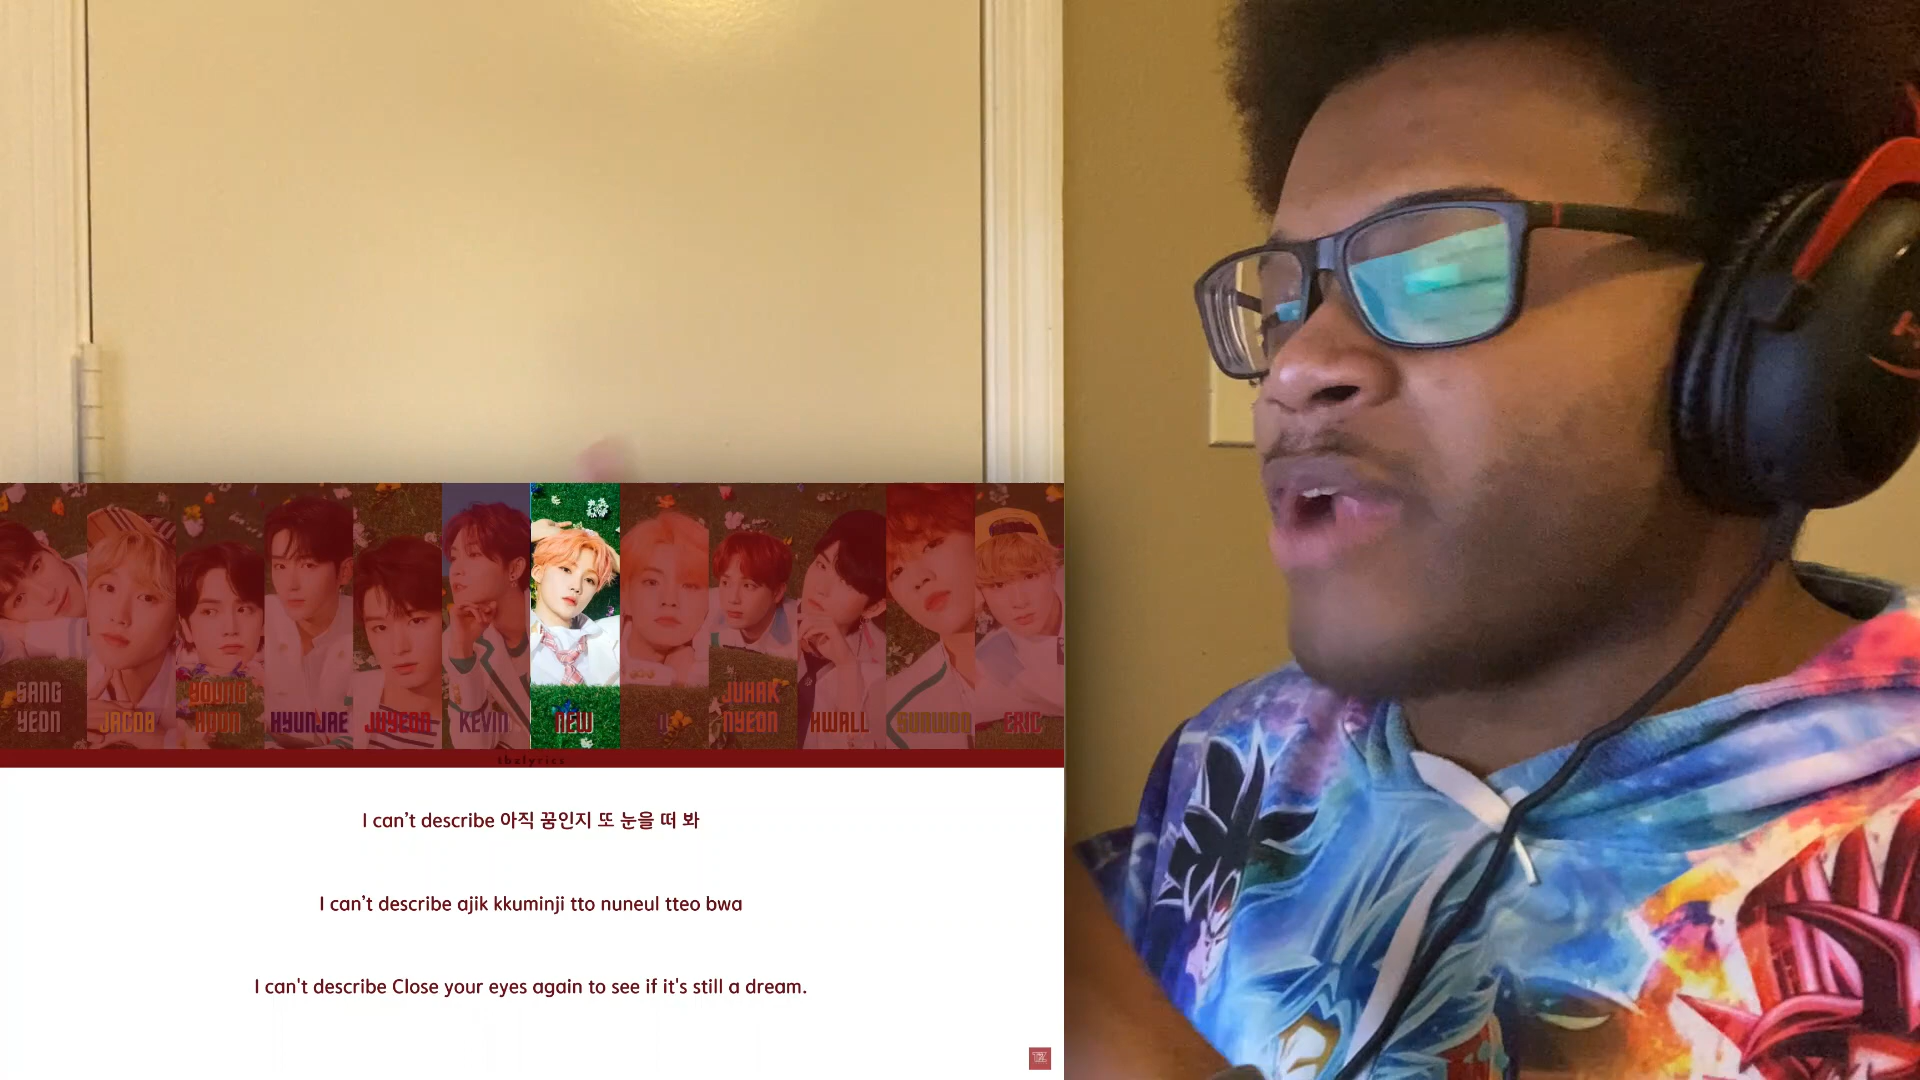 SANG
YEON
JACOB
YOUNG
HOON
HYUNJAE
JUYEON
KEVIN
NEW
Q
JUHAK
NYEON
HWALL
SUNWOO
ERIC
tbzlyrics
I can't describe 아직 꿈인지 또 눈을 떠 봐
I can't describe ajik kkuminji tto nuneul tteo bwa
I can't describe Close your eyes again to see if it's still a dream.